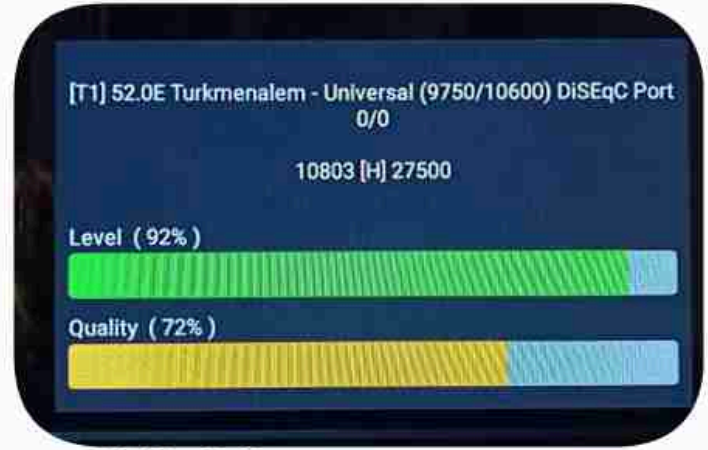 [T1] 52.0E Turkmenalem - Universal (9750/10600) DiSEqC Port
0/0
10803 [H] 27500
Level ( 92% )
Quality ( 72% )